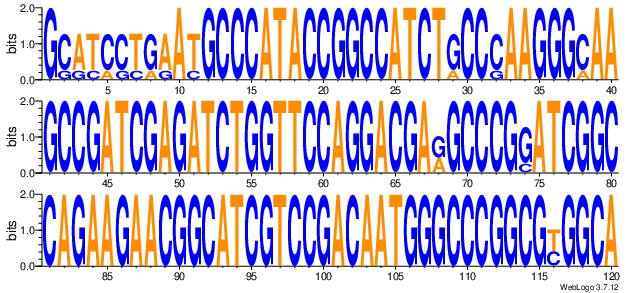 2.0
bits
1.0
0.0
GCATCCTGAATGCCCATACCGGCCATCTGCCCAAGGGCAA
GGCAGCAGC
5 10 15 20 25 30 35 40
2.0
bits
1.0
0.0
GCCGATCGAGATCTGGTTCCAGGACGAGGCCCGGATCGGC
A C
45 50 55 60 65 70 75 80
2.0
bits
1.0
0.0
CAGAAGAACGGCATCGTCCGACAATGGGCCCGGCGTGGCA
C
85 90 95 100 105 110 115 120
WebLogo 3.7.12